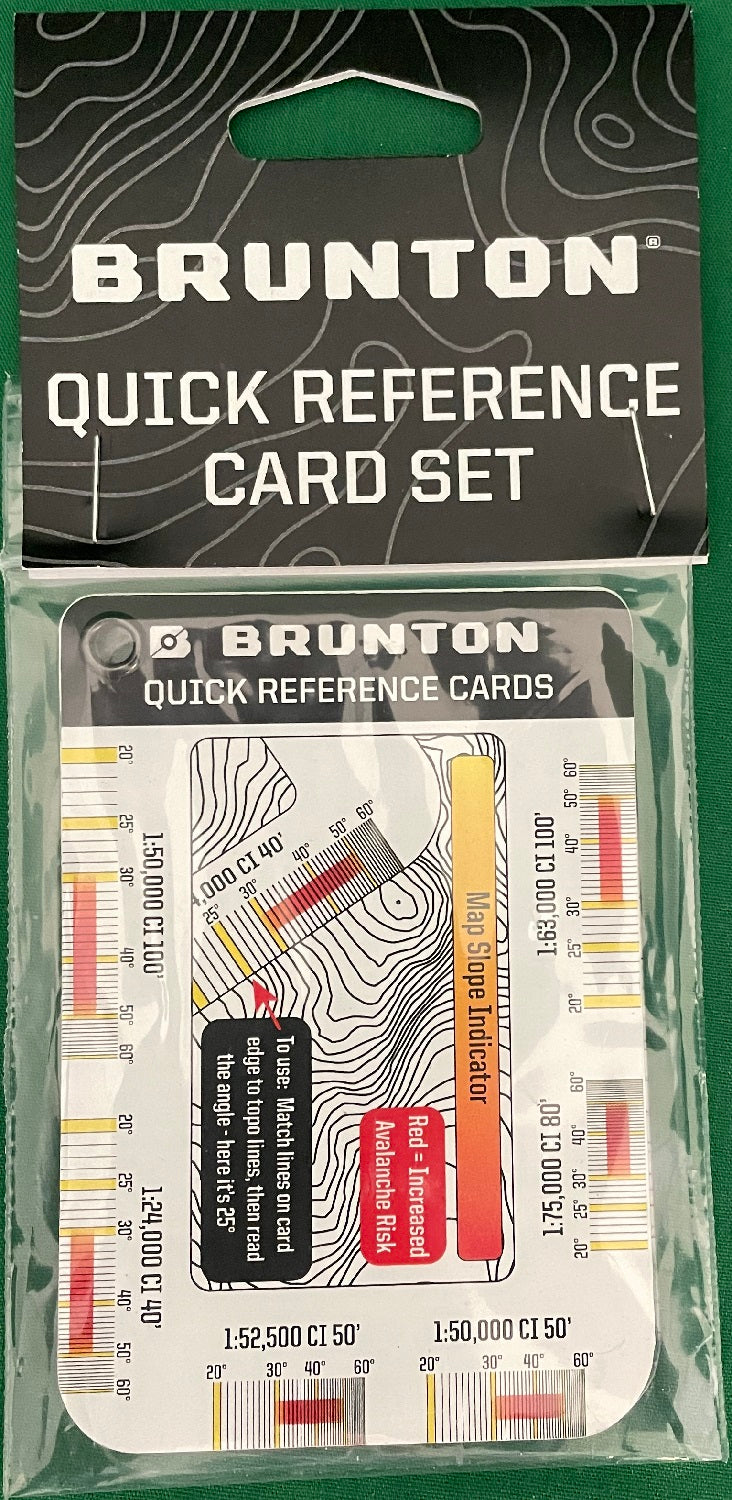 BRUNTON®
QUICK REFERENCE
CARD SET
BRUNTON
QUICK REFERENCE CARDS
20° 25° 30° 40° 50° 60°
1:50,000 CI 100'
20° 25° 30° 40° 50° 60°
1:24,000 CI 40'
,000 CI 40'
25° 30° 40° 50° 60°
Map Slope Indicator
To use: Match lines on card
edge to topo lines, then read
the angle - here it's 25°
Red = Increased
Avalanche Risk
1:63,000 CI 100'
20° 25° 30° 40° 50° 60°
1:75,000 CI 80'
20° 25° 30° 40° 60°
1:52,500 CI 50'
20° 30° 40° 60°
1:50,000 CI 50'
20° 30° 40° 60°